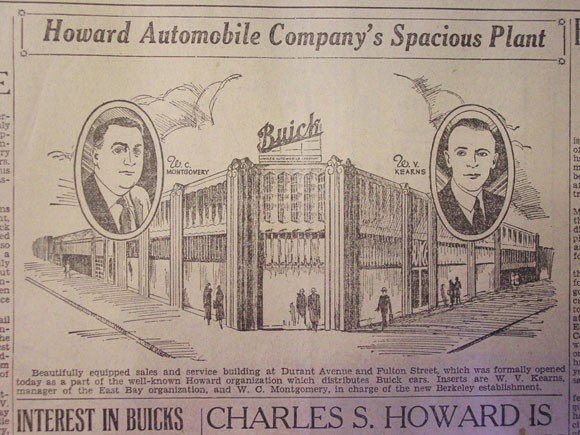 Howard Automobile Company's Spacious Plant
Buick
HOWARD AUTOMOBILE COMPANY
W. C.
MONTGOMERY
W. V.
KEARNS
Beautifully equipped sales and service building at Durant Avenue and Fulton Street, which was formally opened
today as a part of the well-known Howard organization which distributes Buick cars. Inserts are W. V. Kearns,
manager of the East Bay organization, and W. C. Montgomery, in charge of the new Berkeley establishment.
INTEREST IN BUICKS
CHARLES S. HOWARD IS